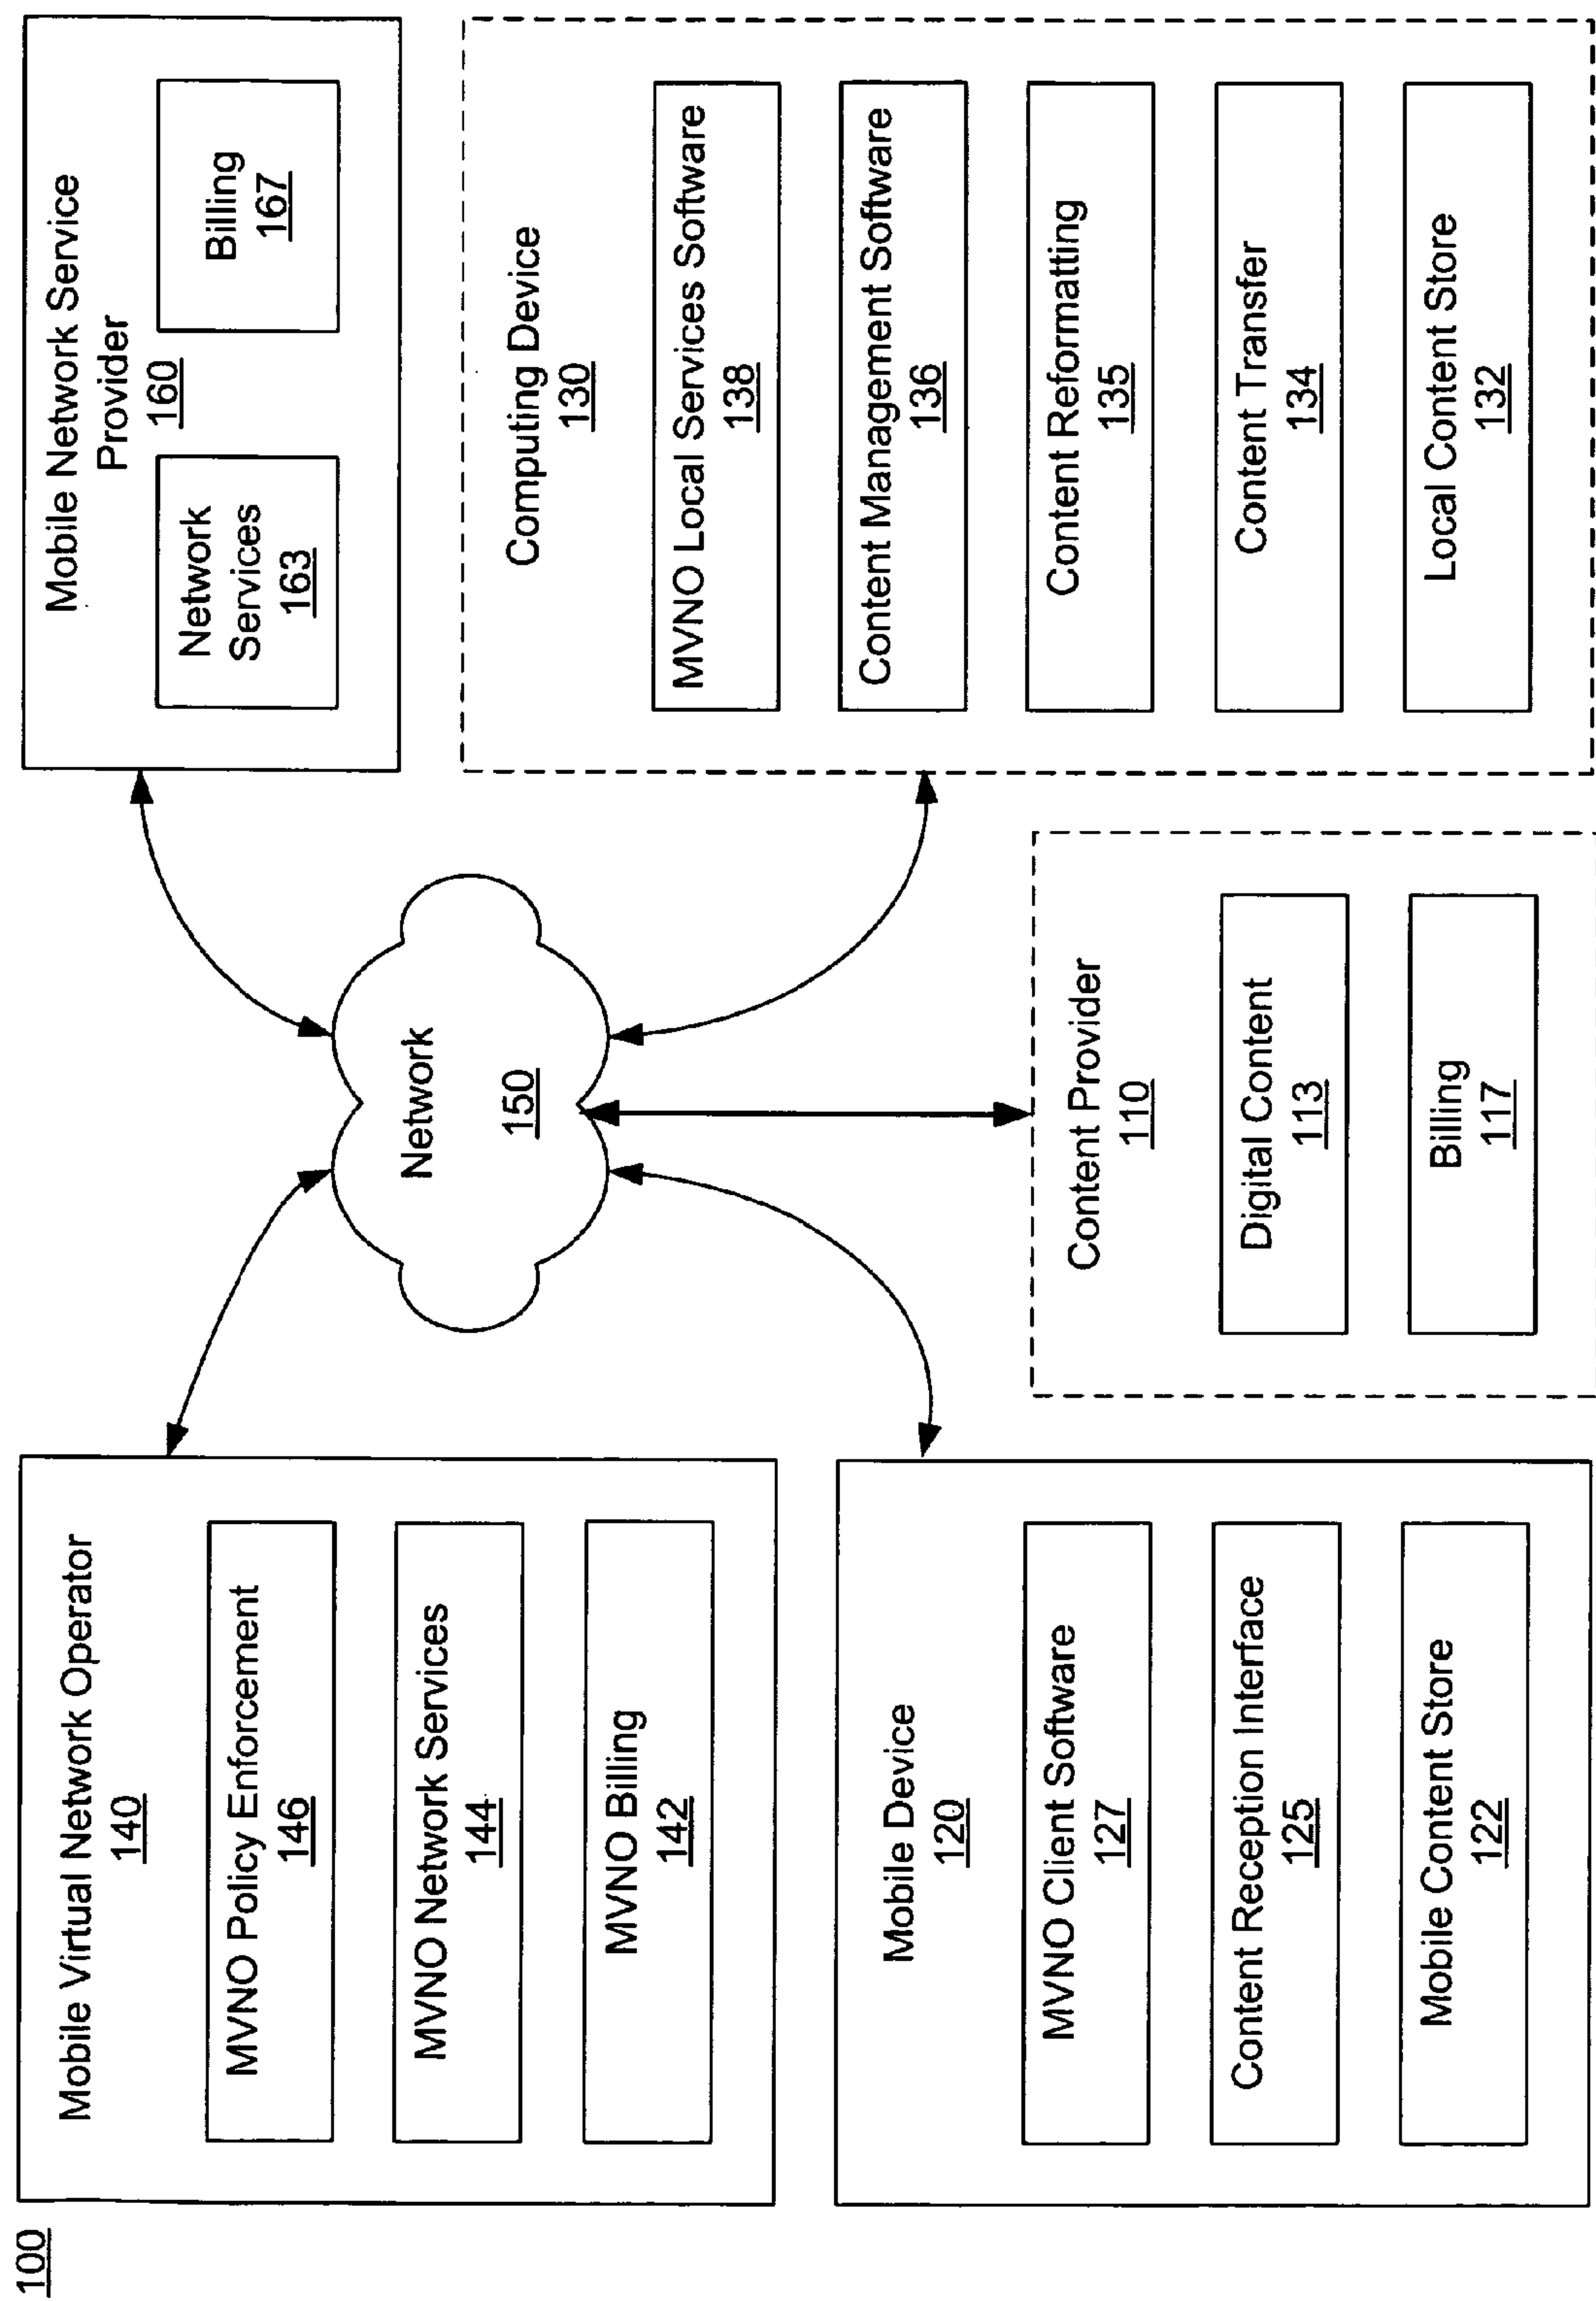 100
Mobile Virtual Network Operator
140
MVNO Policy Enforcement
146
MVNO Network Services
144
MVNO Billing
142
Mobile Device
120
MVNO Client Software
127
Content Reception Interface
125
Mobile Content Store
122
Network
150
Content Provider
110
Digital Content
113
Billing
117
Mobile Network Service
Provider
160
Network
Services
163
Billing
167
Computing Device
130
MVNO Local Services Software
138
Content Management Software
136
Content Reformatting
135
Content Transfer
134
Local Content Store
132